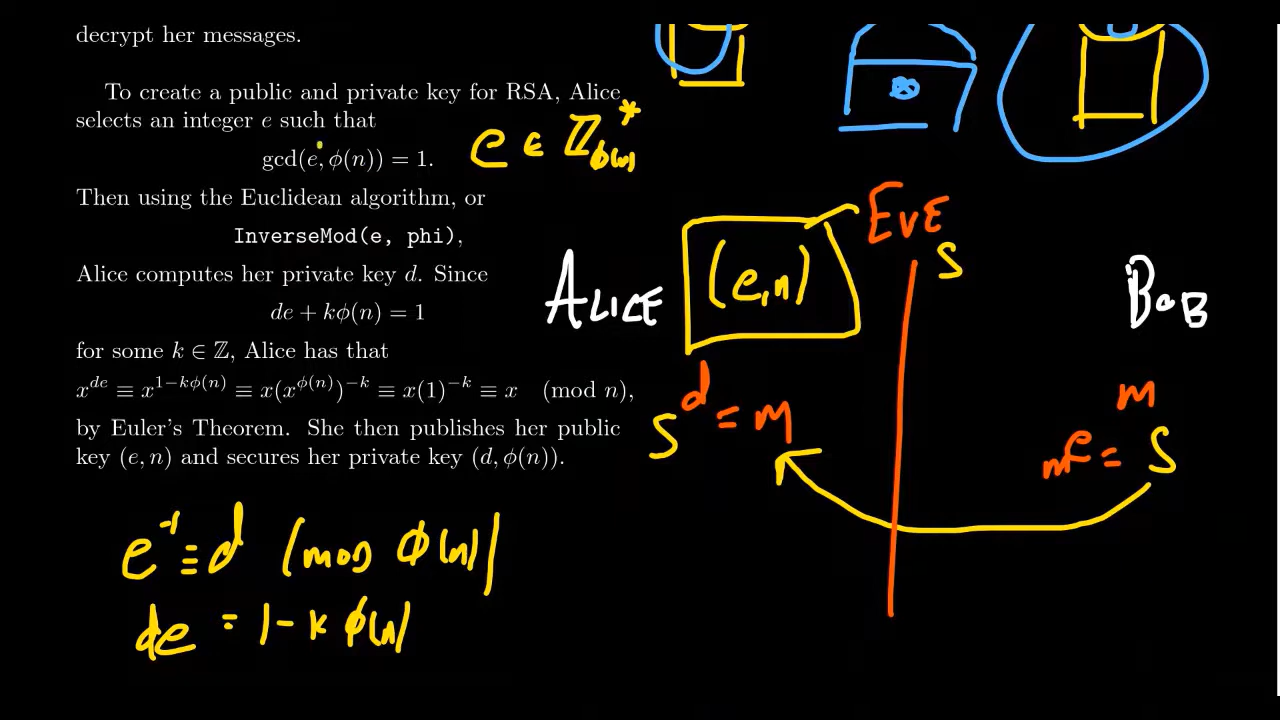 decrypt her messages.
To create a public and private key for RSA, Alice
selects an integer e such that
gcd(e, ϕ(n)) = 1.
e ∈ ℤ*ϕ(n)
Then using the Euclidean algorithm, or
InverseMod(e, phi),
Alice computes her private key d. Since
de + kϕ(n) = 1
for some k ∈ ℤ, Alice has that
x^{de} ≡ x^{1−kϕ(n)} ≡ x(x^{ϕ(n)})^{−k} ≡ x(1)^{−k} ≡ x (mod n),
by Euler's Theorem. She then publishes her public
key (e, n) and secures her private key (d, ϕ(n)).
e^{-1} ≡ d (mod ϕ(n))
de = 1 - k ϕ(n)
EVE
S
ALICE
(e,n)
BOB
S^d = m
m
m^e = S